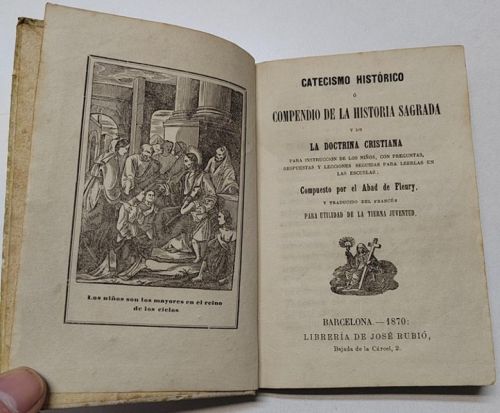 Los niños son los mayores en el reino
de los cielos
CATECISMO HISTÓRICO
Ó
COMPENDIO DE LA HISTORIA SAGRADA
Y DE
LA DOCTRINA CRISTIANA
PARA INSTRUCCION DE LOS NIÑOS, CON PREGUNTAS,
RESPUESTAS Y LECCIONES SEGUIDAS PARA LEERLAS EN
LAS ESCUELAS;
Compuesto por el Abad de Fleury,
Y TRADUCIDO DEL FRANCÉS
PARA UTILIDAD DE LA TIERNA JUVENTUD.
BARCELONA.—1870:
LIBRERÍA DE JOSÉ RUBIÓ,
Bajada de la Cárcel, 2.